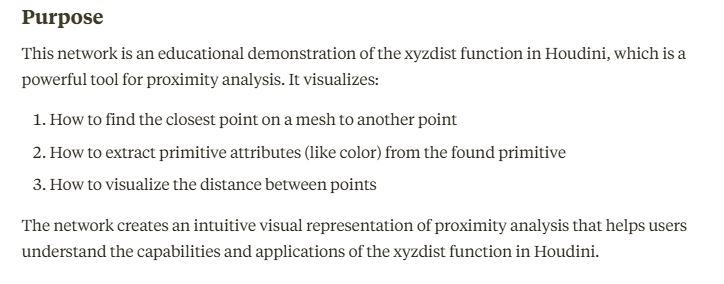 Purpose
This network is an educational demonstration of the xyzdist function in Houdini, which is a
powerful tool for proximity analysis. It visualizes:
1. How to find the closest point on a mesh to another point
2. How to extract primitive attributes (like color) from the found primitive
3. How to visualize the distance between points
The network creates an intuitive visual representation of proximity analysis that helps users
understand the capabilities and applications of the xyzdist function in Houdini.